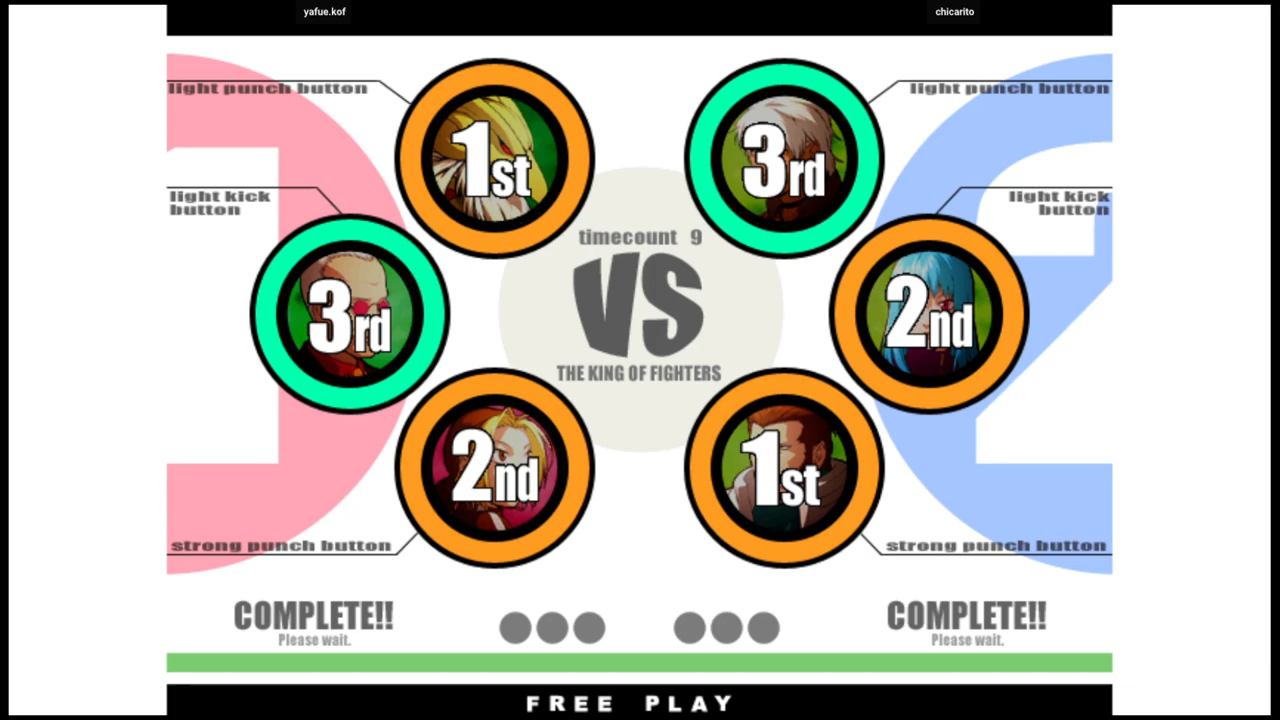 yafue.kof
chicarito
light punch button
light punch button
1st
3rd
light kick
button
light kick
button
timecount 9
VS
THE KING OF FIGHTERS
3rd
2nd
2nd
1st
strong punch button
strong punch button
COMPLETE!!
Please wait.
COMPLETE!!
Please wait.
FREE PLAY